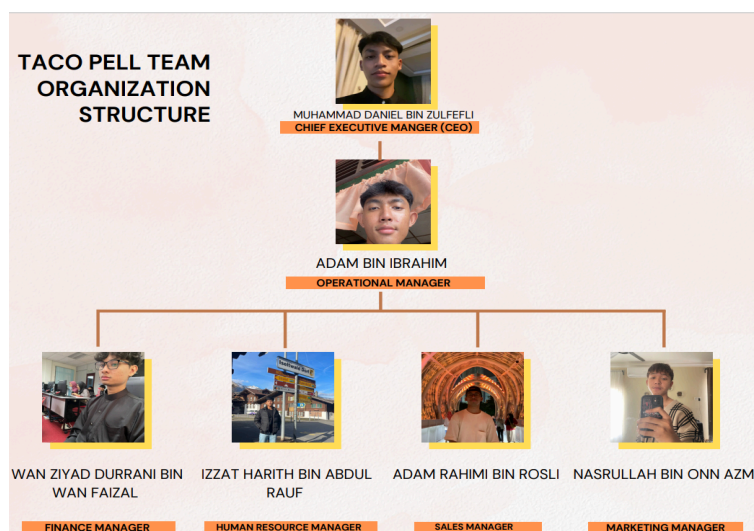 TACO PELL TEAM
ORGANIZATION
STRUCTURE
MUHAMMAD DANIEL BIN ZULFEFLI
CHIEF EXECUTIVE MANGER (CEO)
ADAM BIN IBRAHIM
OPERATIONAL MANAGER
WAN ZIYAD DURRANI BIN
WAN FAIZAL
FINANCE MANAGER
IZZAT HARITH BIN ABDUL
RAUF
HUMAN RESOURCE MANAGER
ADAM RAHIMI BIN ROSLI
SALES MANAGER
NASRULLAH BIN ONN AZM
MARKETING MANAGER